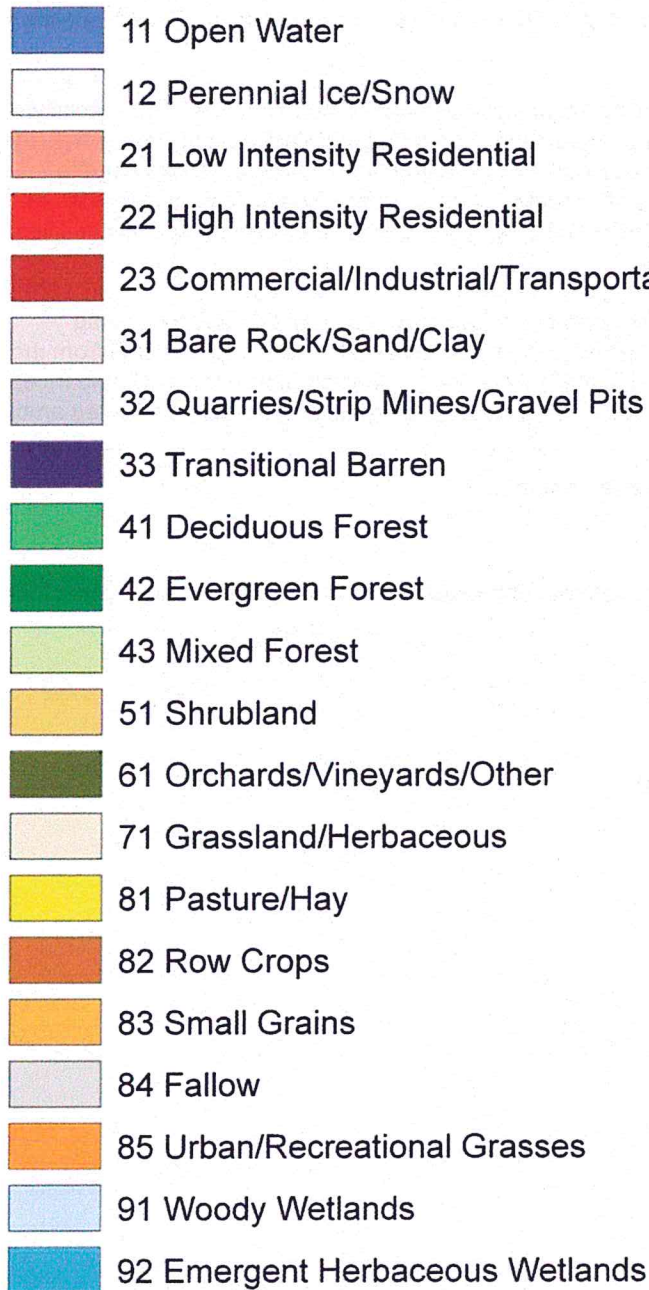 11 Open Water
12 Perennial Ice/Snow
21 Low Intensity Residential
22 High Intensity Residential
23 Commercial/Industrial/Transporta
31 Bare Rock/Sand/Clay
32 Quarries/Strip Mines/Gravel Pits
33 Transitional Barren
41 Deciduous Forest
42 Evergreen Forest
43 Mixed Forest
51 Shrubland
61 Orchards/Vineyards/Other
71 Grassland/Herbaceous
81 Pasture/Hay
82 Row Crops
83 Small Grains
84 Fallow
85 Urban/Recreational Grasses
91 Woody Wetlands
92 Emergent Herbaceous Wetlands